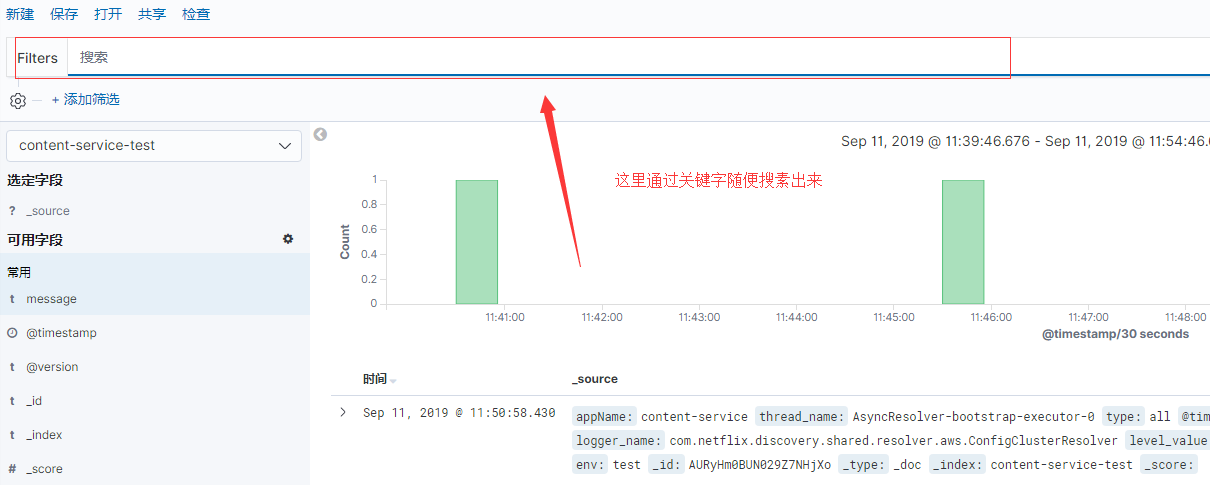 新建 保存 打开 共享 检查
Filters 搜索
+ 添加筛选
content-service-test
Sep 11, 2019 @ 11:39:46.676 - Sep 11, 2019 @ 11:54:46.
选定字段
? _source
可用字段
常用
t message
@timestamp
t @version
t _id
t _index
# _score
这里通过关键字随便搜素出来
Count
1
0.8
0.6
0.4
0.2
0
11:41:00 11:42:00 11:43:00 11:44:00 11:45:00 11:46:00 11:47:00 11:48:00
@timestamp/30 seconds
时间 _source
Sep 11, 2019 @ 11:50:58.430
appName: content-service thread_name: AsyncResolver-bootstrap-executor-0 type: all @tim
logger_name: com.netflix.discovery.shared.resolver.aws.ConfigClusterResolver level_value
env: test _id: AURyHm0BUN029Z7NHjXo _type: _doc _index: content-service-test _score: